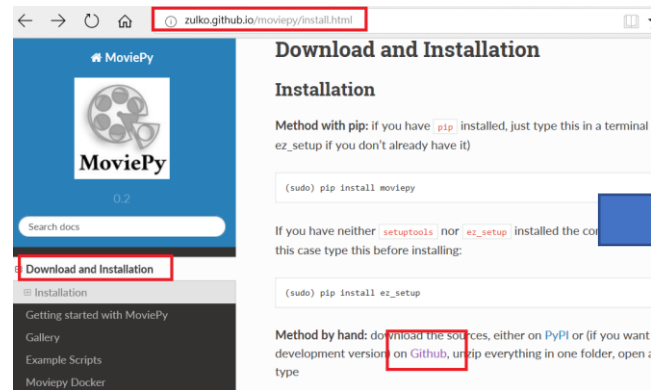 zulko.github.io/moviepy/install.html
MoviePy
MoviePy
0.2
Search docs
Download and Installation
Installation
Getting started with MoviePy
Gallery
Example Scripts
Moviepy Docker
Download and Installation
Installation
Method with pip: if you have pip installed, just type this in a terminal
ez_setup if you don't already have it)
(sudo) pip install moviepy
If you have neither setuptools nor ez_setup installed the
this case type this before installing:
(sudo) pip install ez_setup
Method by hand: download the sources, either on PyPI or (if you want
development version) on Github, unzip everything in one folder, open a
type